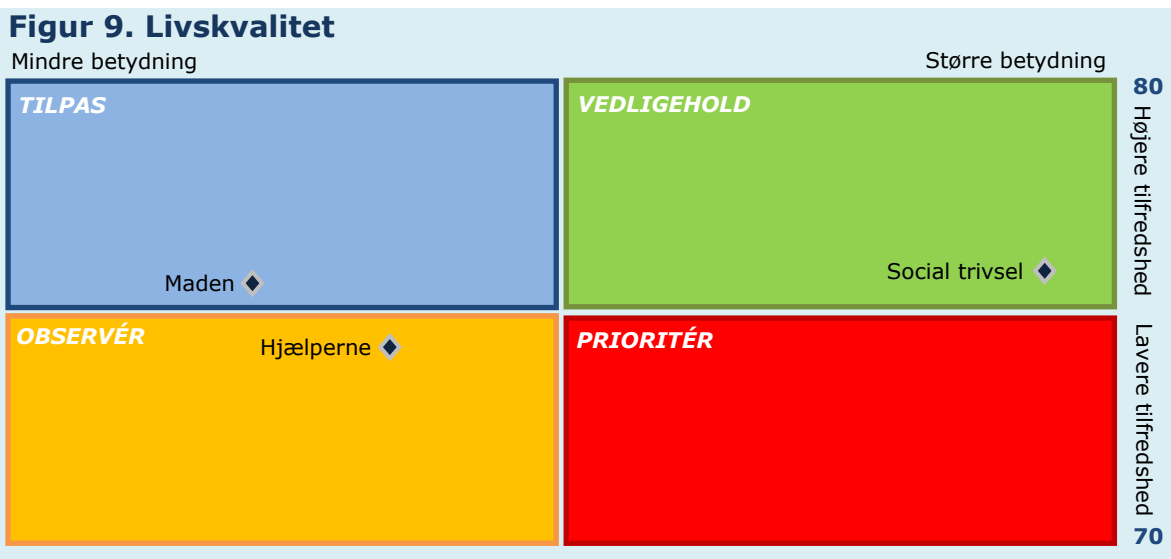 Figur 9. Livskvalitet
Mindre betydning
Større betydning
80
TILPAS
VEDLIGEHOLD
Højere tilfredshed
Maden
Social trivsel
OBSERVÉR
Hjælperne
PRIORITÉR
Lavere tilfredshed
70